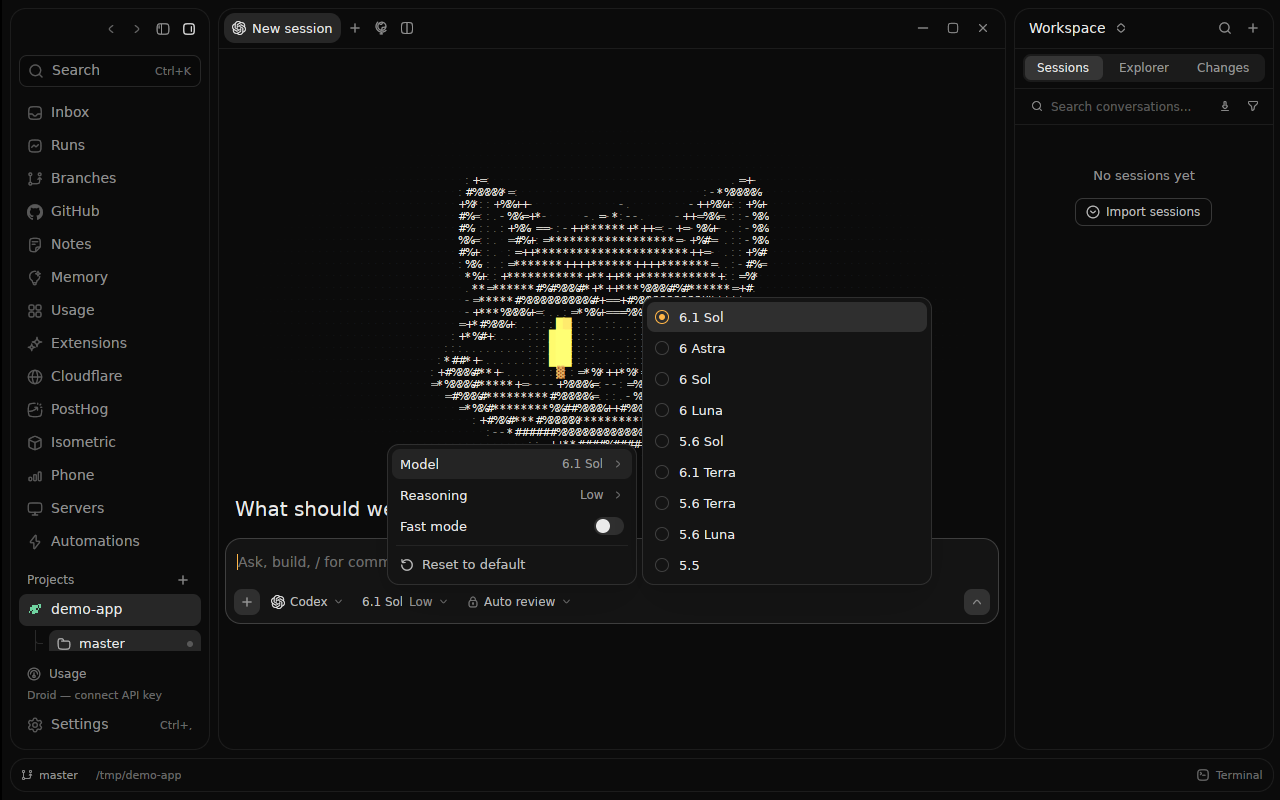 New session
Workspace
Search Ctrl+K
Sessions Explorer Changes
Search conversations...
Inbox
Runs
Branches
GitHub
Notes
Memory
Usage
Extensions
Cloudflare
PostHog
Isometric
Phone
Servers
Automations
Projects
demo-app
master
Usage
Droid — connect API key
Settings Ctrl+,
No sessions yet
Import sessions
What should we
Ask, build, / for comm
Codex 6.1 Sol Low Auto review
Model 6.1 Sol
Reasoning Low
Fast mode
Reset to default
6.1 Sol
6 Astra
6 Sol
6 Luna
5.6 Sol
6.1 Terra
5.6 Terra
5.6 Luna
5.5
master /tmp/demo-app
Terminal